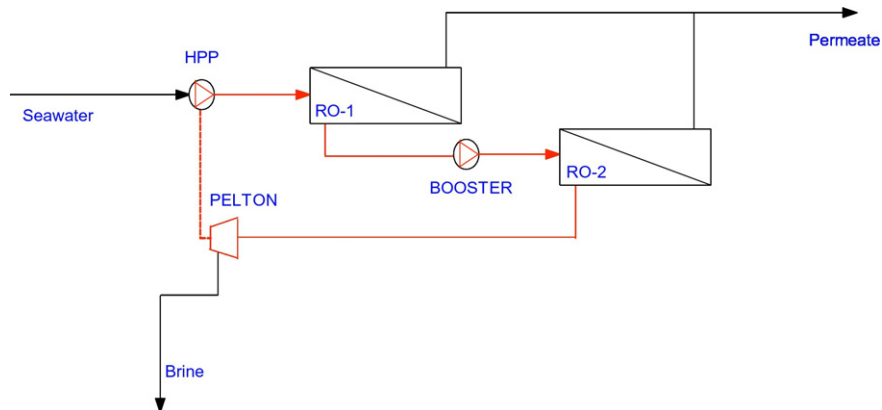 HPP
Permeate
Seawater
RO-1
BOOSTER
RO-2
PELTON
Brine